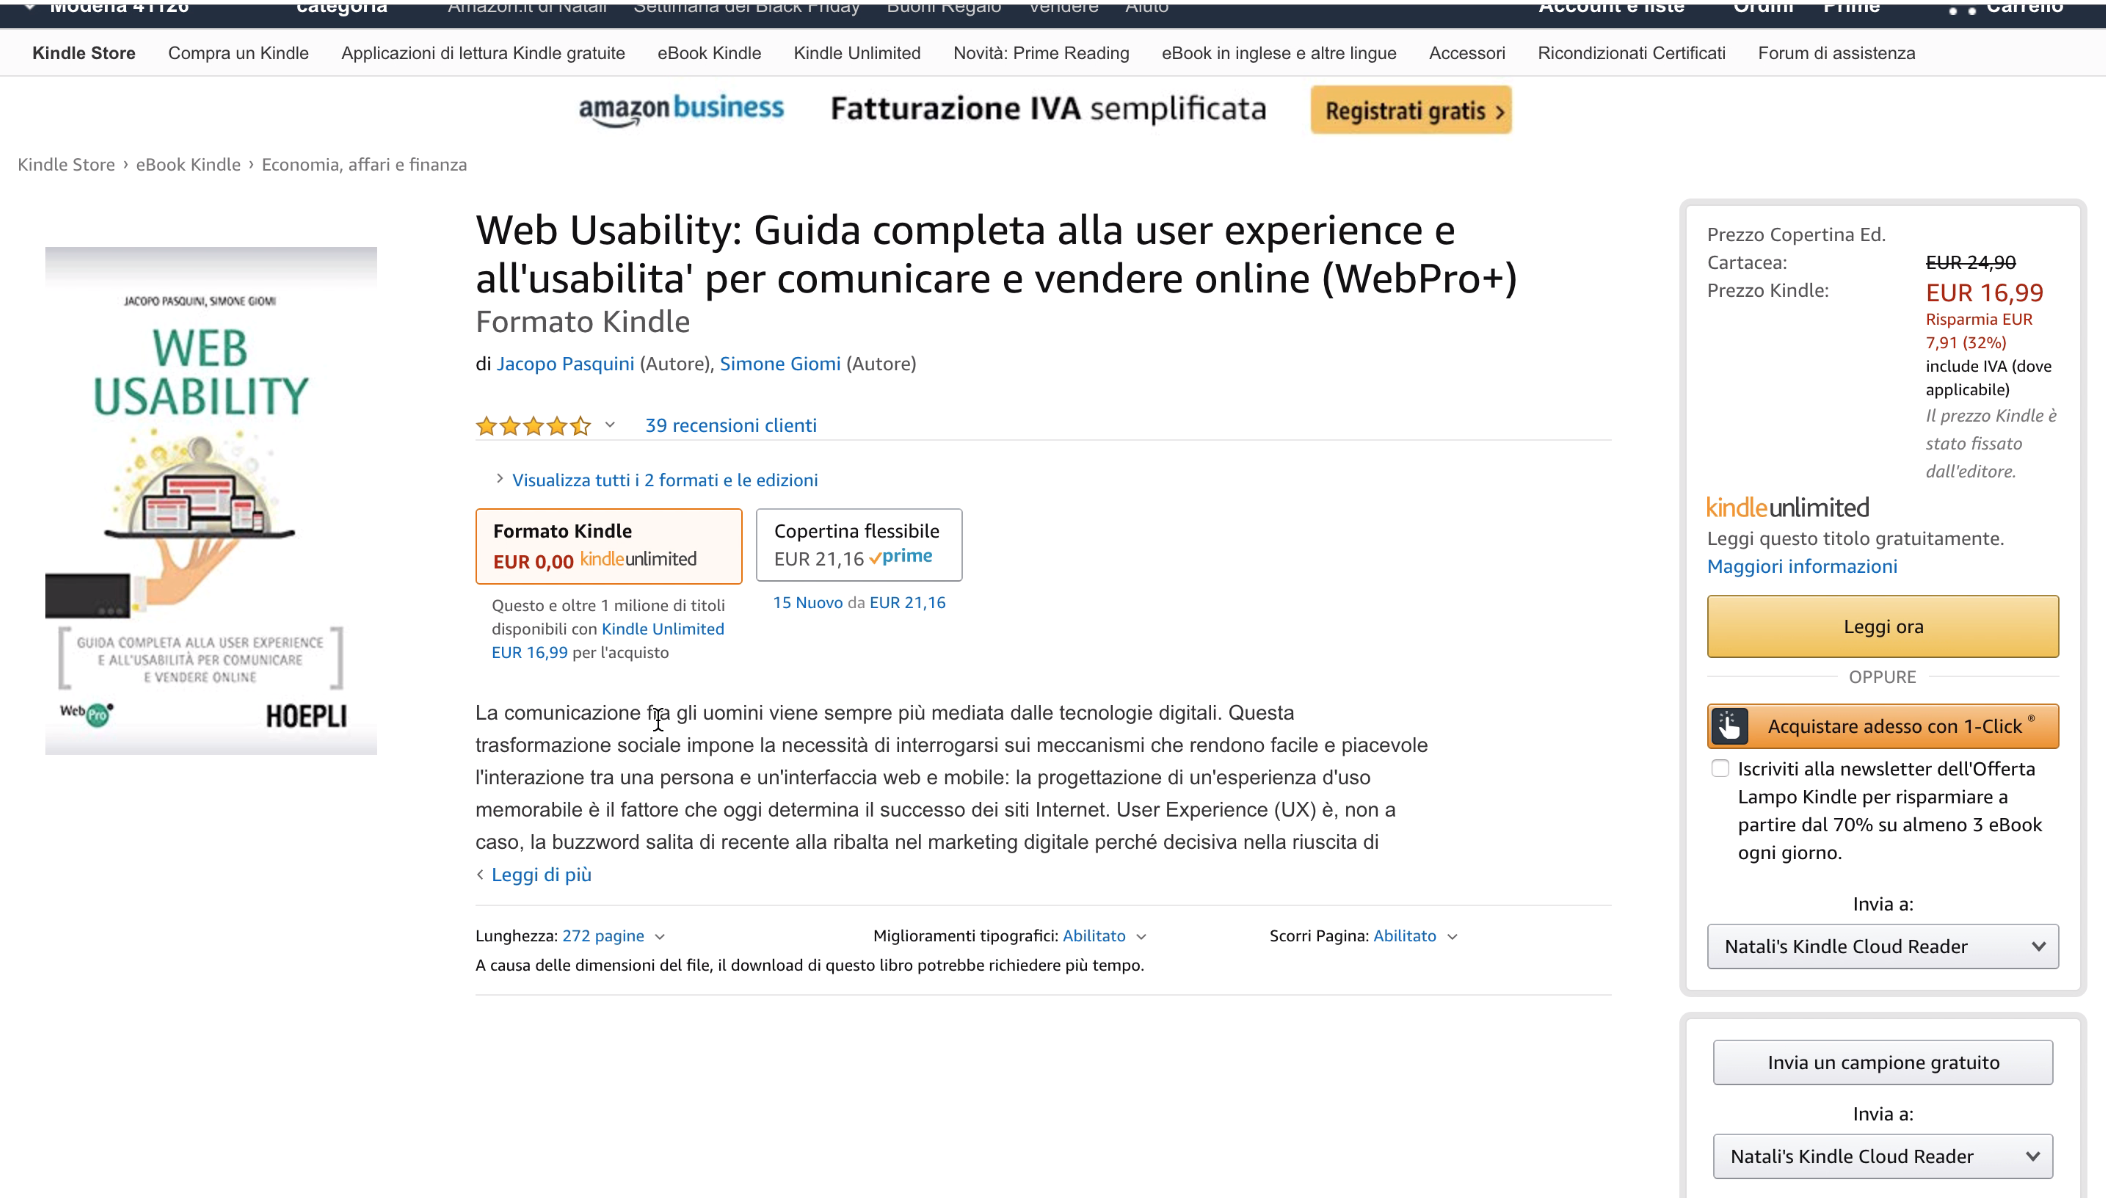 Modena 41126 categoria Amazon.it di Natali Settimana del Black Friday Buoni Regalo Vendere Aiuto Account e liste Ordini Prime Carrello
Kindle Store Compra un Kindle Applicazioni di lettura Kindle gratuite eBook Kindle Kindle Unlimited Novità: Prime Reading eBook in inglese e altre lingue Accessori Ricondizionati Certificati Forum di assistenza
amazon business Fatturazione IVA semplificata Registrati gratis ›
Kindle Store › eBook Kindle › Economia, affari e finanza
JACOPO PASQUINI, SIMONE GIOMI
WEB
USABILITY
[GUIDA COMPLETA ALLA USER EXPERIENCE
E ALL'USABILITÀ PER COMUNICARE
E VENDERE ONLINE]
WebPro HOEPLI
Web Usability: Guida completa alla user experience e
all'usabilita' per comunicare e vendere online (WebPro+)
Formato Kindle
di Jacopo Pasquini (Autore), Simone Giomi (Autore)
39 recensioni clienti
› Visualizza tutti i 2 formati e le edizioni
Formato Kindle
EUR 0,00 kindleunlimited
Copertina flessibile
EUR 21,16 prime
Questo e oltre 1 milione di titoli
disponibili con Kindle Unlimited
EUR 16,99 per l'acquisto
15 Nuovo da EUR 21,16
La comunicazione fra gli uomini viene sempre più mediata dalle tecnologie digitali. Questa
trasformazione sociale impone la necessità di interrogarsi sui meccanismi che rendono facile e piacevole
l'interazione tra una persona e un'interfaccia web e mobile: la progettazione di un'esperienza d'uso
memorabile è il fattore che oggi determina il successo dei siti Internet. User Experience (UX) è, non a
caso, la buzzword salita di recente alla ribalta nel marketing digitale perché decisiva nella riuscita di
‹ Leggi di più
Lunghezza: 272 pagine Miglioramenti tipografici: Abilitato Scorri Pagina: Abilitato
A causa delle dimensioni del file, il download di questo libro potrebbe richiedere più tempo.
Prezzo Copertina Ed.
Cartacea: EUR 24,90
Prezzo Kindle: EUR 16,99
Risparmia EUR
7,91 (32%)
include IVA (dove
applicabile)
Il prezzo Kindle è
stato fissato
dall'editore.
kindleunlimited
Leggi questo titolo gratuitamente.
Maggiori informazioni
Leggi ora
OPPURE
Acquistare adesso con 1-Click ®
Iscriviti alla newsletter dell'Offerta
Lampo Kindle per risparmiare a
partire dal 70% su almeno 3 eBook
ogni giorno.
Invia a:
Natali's Kindle Cloud Reader
Invia un campione gratuito
Invia a:
Natali's Kindle Cloud Reader